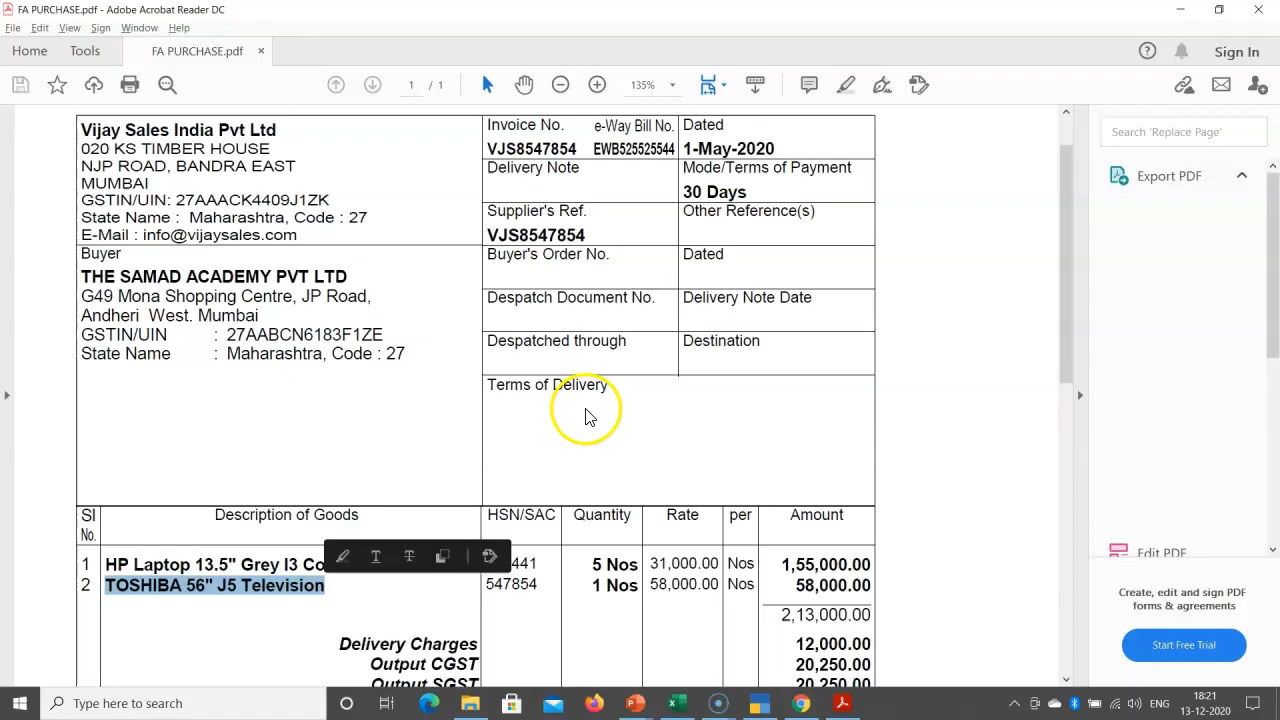 FA PURCHASE.pdf - Adobe Acrobat Reader DC
File Edit View Sign Window Help
Home Tools FA PURCHASE.pdf × Sign In
1 / 1 135%
Vijay Sales India Pvt Ltd
020 KS TIMBER HOUSE
NJP ROAD, BANDRA EAST
MUMBAI
GSTIN/UIN: 27AAACK4409J1ZK
State Name : Maharashtra, Code : 27
E-Mail : info@vijaysales.com
Buyer
THE SAMAD ACADEMY PVT LTD
G49 Mona Shopping Centre, JP Road,
Andheri West. Mumbai
GSTIN/UIN : 27AABCN6183F1ZE
State Name : Maharashtra, Code : 27
Invoice No. e-Way Bill No. Dated
VJS8547854 EWB525525544 1-May-2020
Delivery Note Mode/Terms of Payment
30 Days
Supplier's Ref. Other Reference(s)
VJS8547854
Buyer's Order No. Dated
Despatch Document No. Delivery Note Date
Despatched through Destination
Terms of Delivery
Sl No. Description of Goods HSN/SAC Quantity Rate per Amount
1 HP Laptop 13.5" Grey I3 Co 441 5 Nos 31,000.00 Nos 1,55,000.00
2 TOSHIBA 56" J5 Television 547854 1 Nos 58,000.00 Nos 58,000.00
2,13,000.00
Delivery Charges 12,000.00
Output CGST 20,250.00
Output SGST 20,250.00
Search 'Replace Page'
Export PDF
Edit PDF
Create, edit and sign PDF
forms & agreements
Start Free Trial
Type here to search
ENG
18:21
13-12-2020